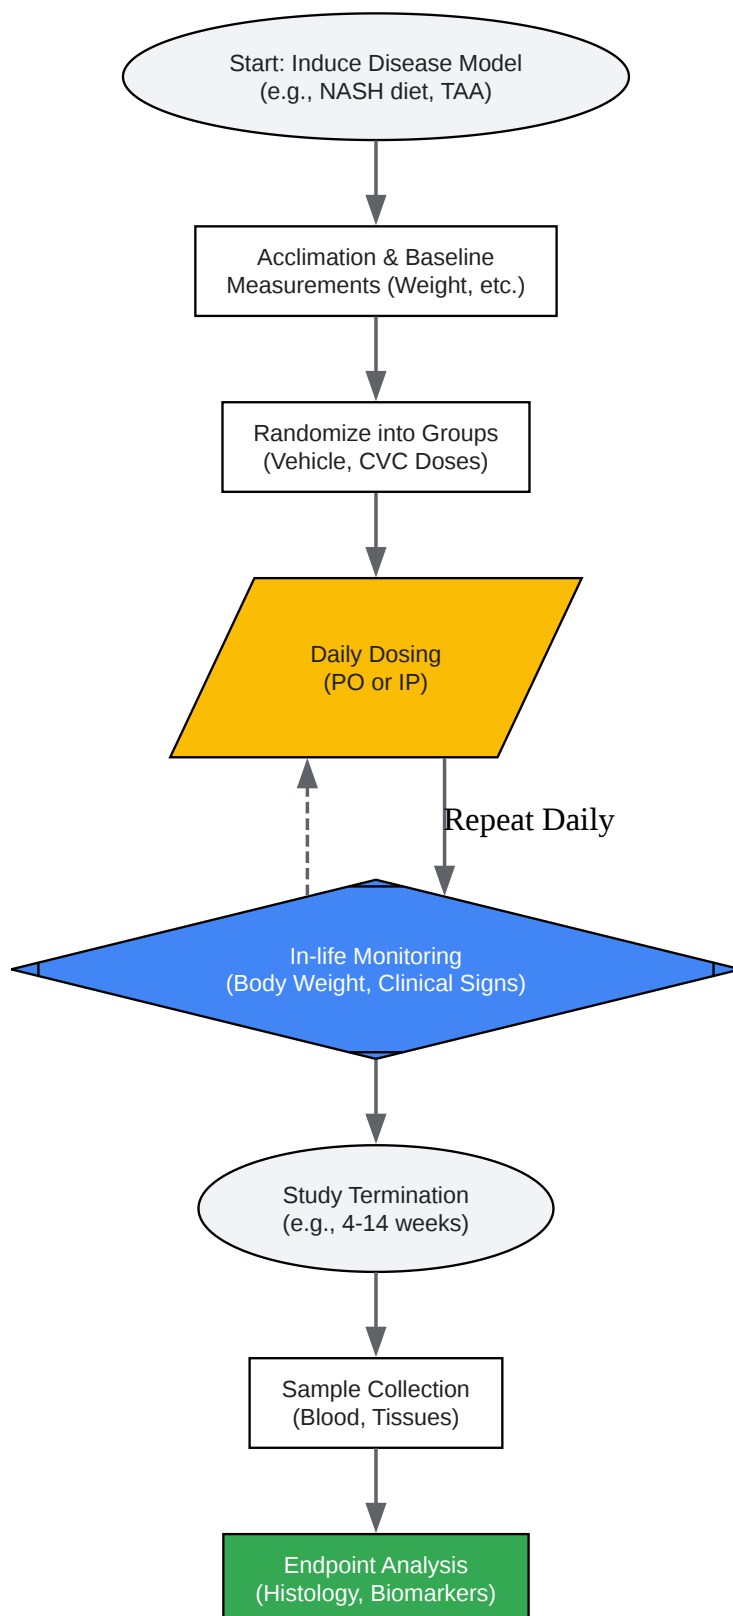 Start: Induce Disease Model
(e.g., NASH diet, TAA)
Acclimation & Baseline
Measurements (Weight, etc.)
Randomize into Groups
(Vehicle, CVC Doses)
Daily Dosing
(PO or IP)
Repeat Daily
In-life Monitoring
(Body Weight, Clinical Signs)
Study Termination
(e.g., 4-14 weeks)
Sample Collection
(Blood, Tissues)
Endpoint Analysis
(Histology, Biomarkers)